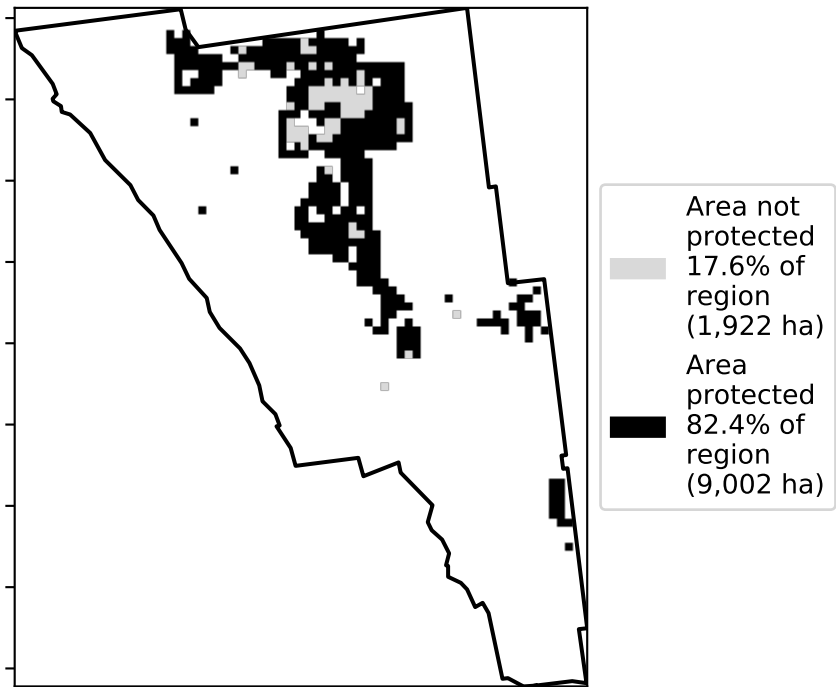 Area not
protected
17.6% of
region
(1,922 ha)
Area
protected
82.4% of
region
(9,002 ha)